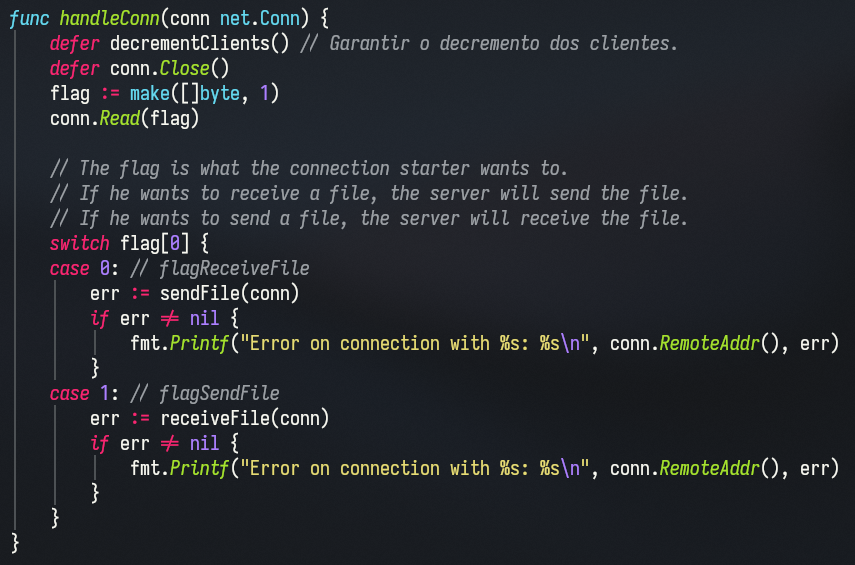 func handleConn(conn net.Conn) {
    defer decrementClients() // Garantir o decremento dos clientes.
    defer conn.Close()
    flag := make([]byte, 1)
    conn.Read(flag)

    // The flag is what the connection starter wants to.
    // If he wants to receive a file, the server will send the file.
    // If he wants to send a file, the server will receive the file.
    switch flag[0] {
    case 0: // flagReceiveFile
        err := sendFile(conn)
        if err != nil {
            fmt.Printf("Error on connection with %s: %s\n", conn.RemoteAddr(), err)
        }
    case 1: // flagSendFile
        err := receiveFile(conn)
        if err != nil {
            fmt.Printf("Error on connection with %s: %s\n", conn.RemoteAddr(), err)
        }
    }
}